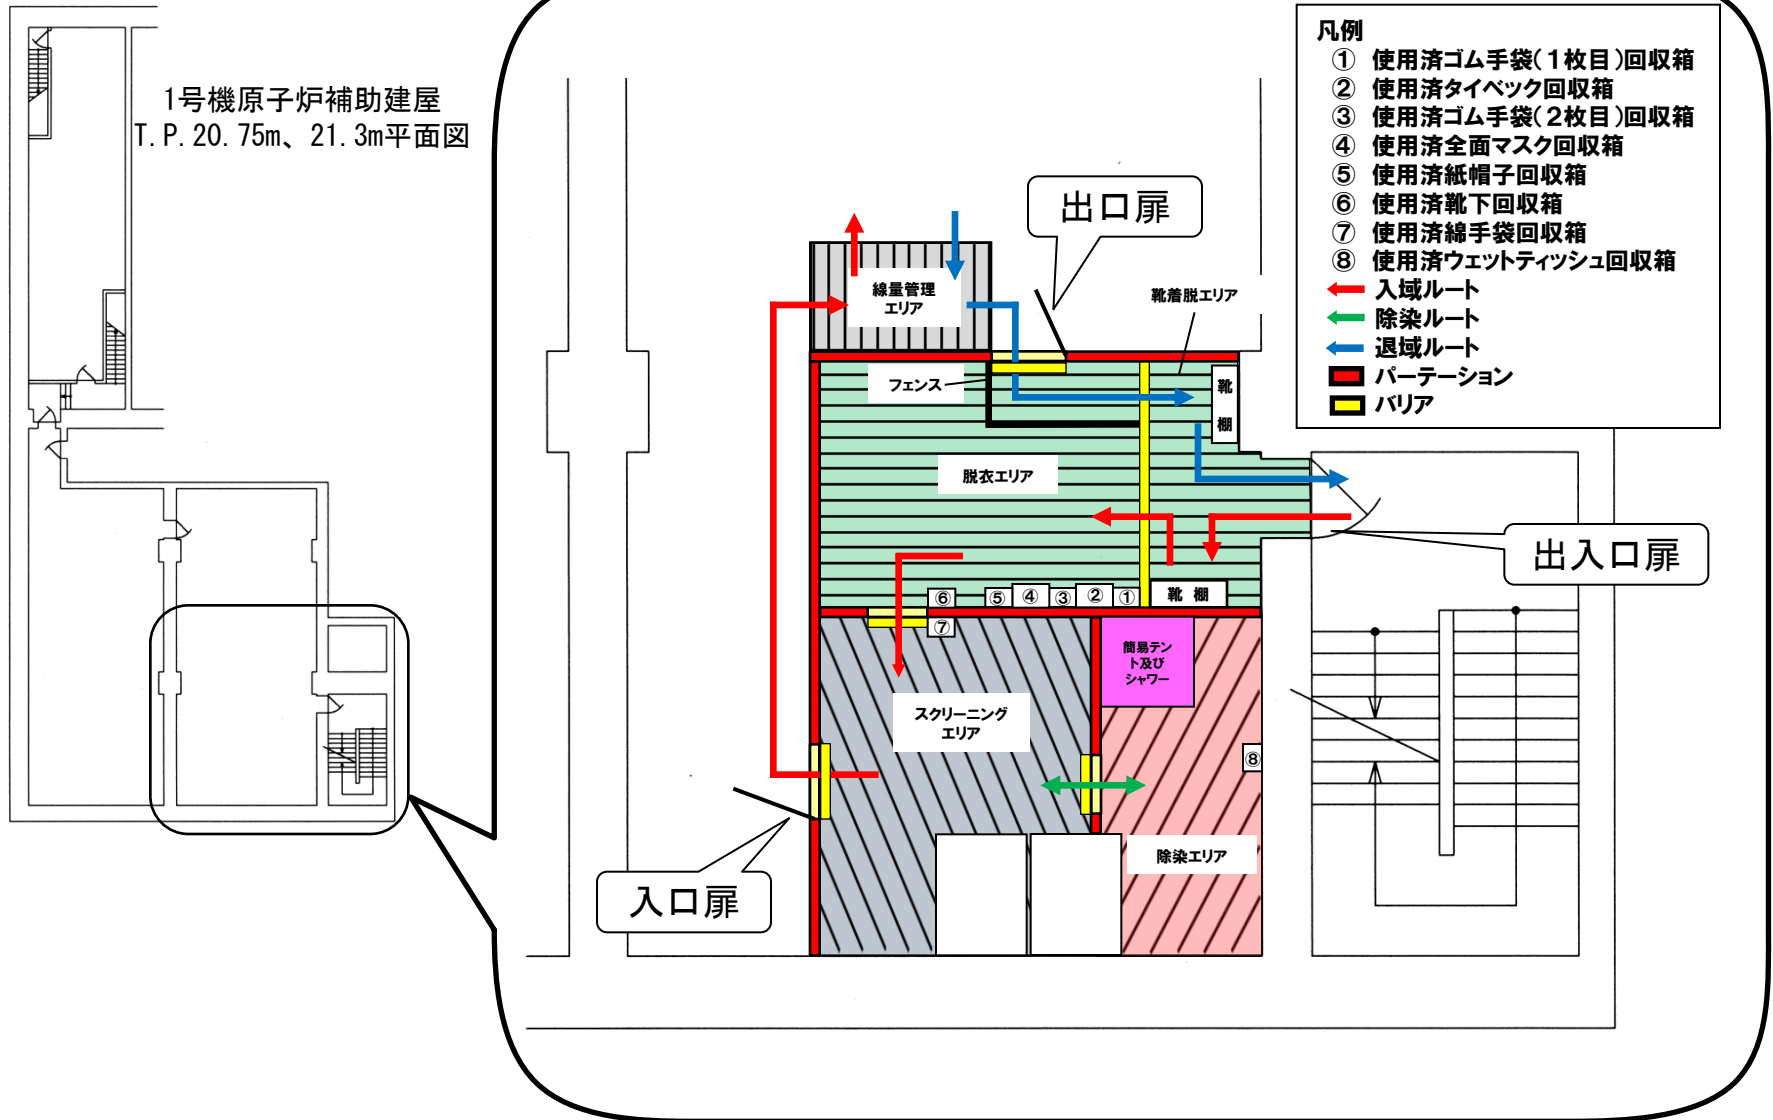 1号機原子炉補助建屋
T.P.20.75m、21.3m平面図
凡例
① 使用済ゴム手袋(1枚目)回収箱
② 使用済タイベック回収箱
③ 使用済ゴム手袋(2枚目)回収箱
④ 使用済全面マスク回収箱
⑤ 使用済紙帽子回収箱
⑥ 使用済靴下回収箱
⑦ 使用済綿手袋回収箱
⑧ 使用済ウェットティッシュ回収箱
入域ルート
除染ルート
退域ルート
パーテーション
バリア
出口扉
線量管理
エリア
靴着脱エリア
フェンス
靴
棚
脱衣エリア
出入口扉
⑥
⑤
④
③
②
①
靴 棚
⑦
簡易テン
ト及び
シャワー
スクリーニング
エリア
⑧
除染エリア
入口扉